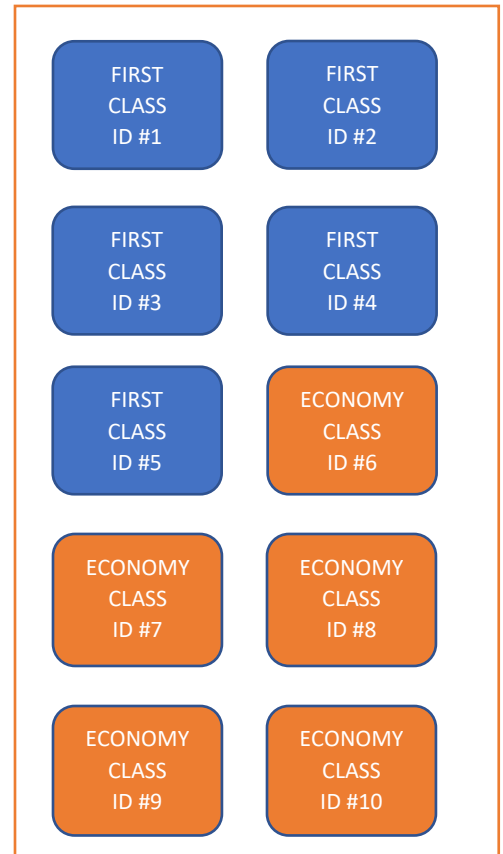 FIRST
CLASS
ID #1
FIRST
CLASS
ID #2
FIRST
CLASS
ID #3
FIRST
CLASS
ID #4
FIRST
CLASS
ID #5
ECONOMY
CLASS
ID #6
ECONOMY
CLASS
ID #7
ECONOMY
CLASS
ID #8
ECONOMY
CLASS
ID #9
ECONOMY
CLASS
ID #10